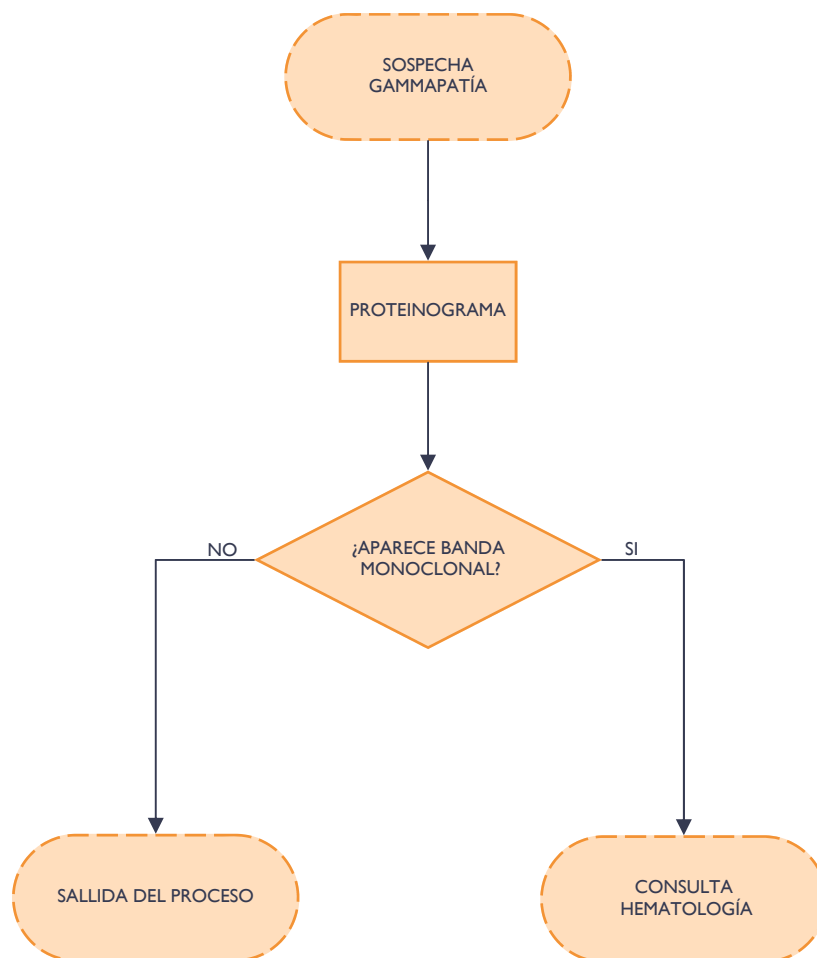 SOSPECHA
GAMMAPATÍA
PROTEINOGRAMA
¿APARECE BANDA
MONOCLONAL?
NO
SI
SALLIDA DEL PROCESO
CONSULTA
HEMATOLOGÍA